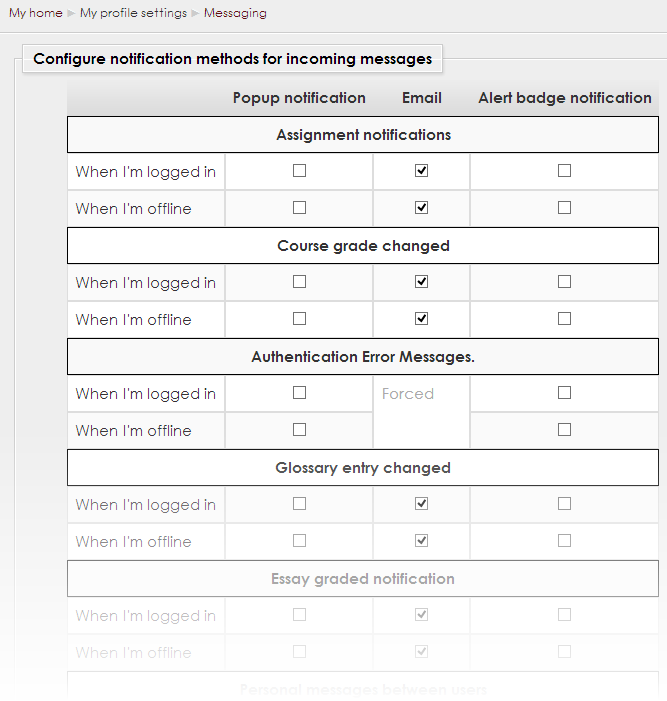 My home ► My profile settings ► Messaging
Configure notification methods for incoming messages
Popup notification Email Alert badge notification
Assignment notifications
When I'm logged in
When I'm offline
Course grade changed
When I'm logged in
When I'm offline
Authentication Error Messages.
When I'm logged in Forced
When I'm offline
Glossary entry changed
When I'm logged in
When I'm offline
Essay graded notification
When I'm logged in
When I'm offline
Personal messages between users